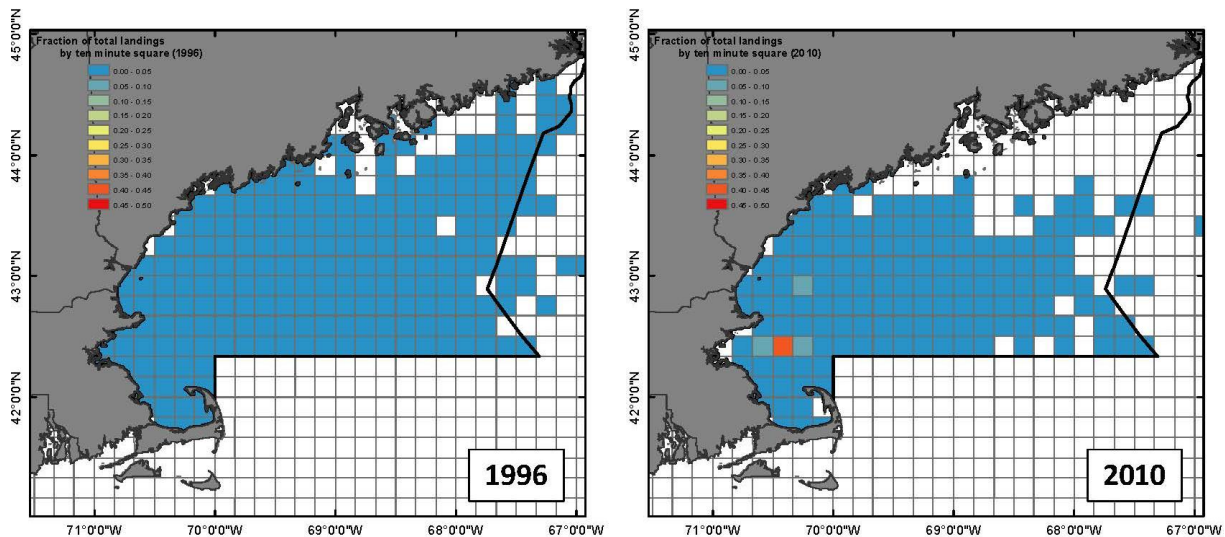 Fraction of total landings
by ten minute square (1996)
0.00 - 0.05
0.05 - 0.10
0.10 - 0.15
0.15 - 0.20
0.20 - 0.25
0.25 - 0.30
0.30 - 0.35
0.35 - 0.40
0.40 - 0.45
0.45 - 0.50
45°0'0"N
44°0'0"N
43°0'0"N
42°0'0"N
1996
71°0'0"W 70°0'0"W 69°0'0"W 68°0'0"W 67°0'0"W
Fraction of total landings
by ten minute square (2010)
0.00 - 0.05
0.05 - 0.10
0.10 - 0.15
0.15 - 0.20
0.20 - 0.25
0.25 - 0.30
0.30 - 0.35
0.35 - 0.40
0.40 - 0.45
0.45 - 0.50
45°0'0"N
44°0'0"N
43°0'0"N
42°0'0"N
2010
71°0'0"W 70°0'0"W 69°0'0"W 68°0'0"W 67°0'0"W